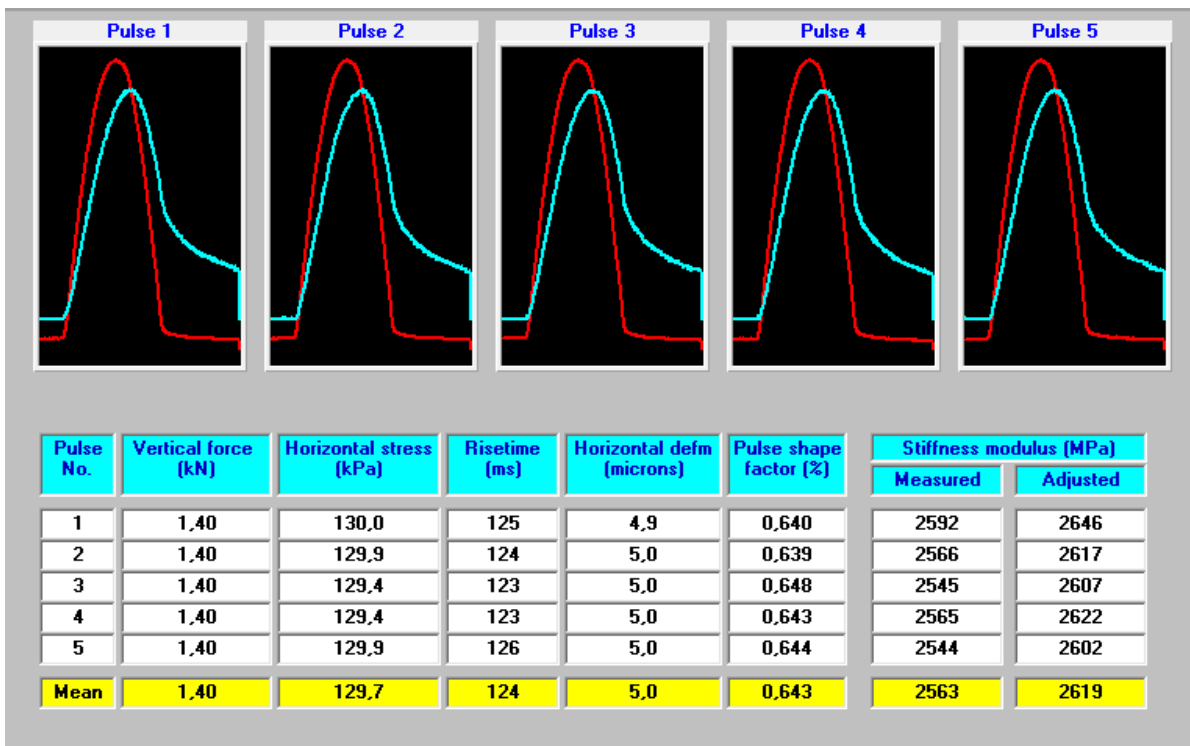 Pulse 1 Pulse 2 Pulse 3 Pulse 4 Pulse 5
Pulse No. Vertical force (kN) Horizontal stress (kPa) Risetime (ms) Horizontal defm (microns) Pulse shape factor (%) Stiffness modulus (MPa)
Measured Adjusted
1 1,40 130,0 125 4,9 0,640 2592 2646
2 1,40 129,9 124 5,0 0,639 2566 2617
3 1,40 129,4 123 5,0 0,648 2545 2607
4 1,40 129,4 123 5,0 0,643 2565 2622
5 1,40 129,9 126 5,0 0,644 2544 2602
Mean 1,40 129,7 124 5,0 0,643 2563 2619